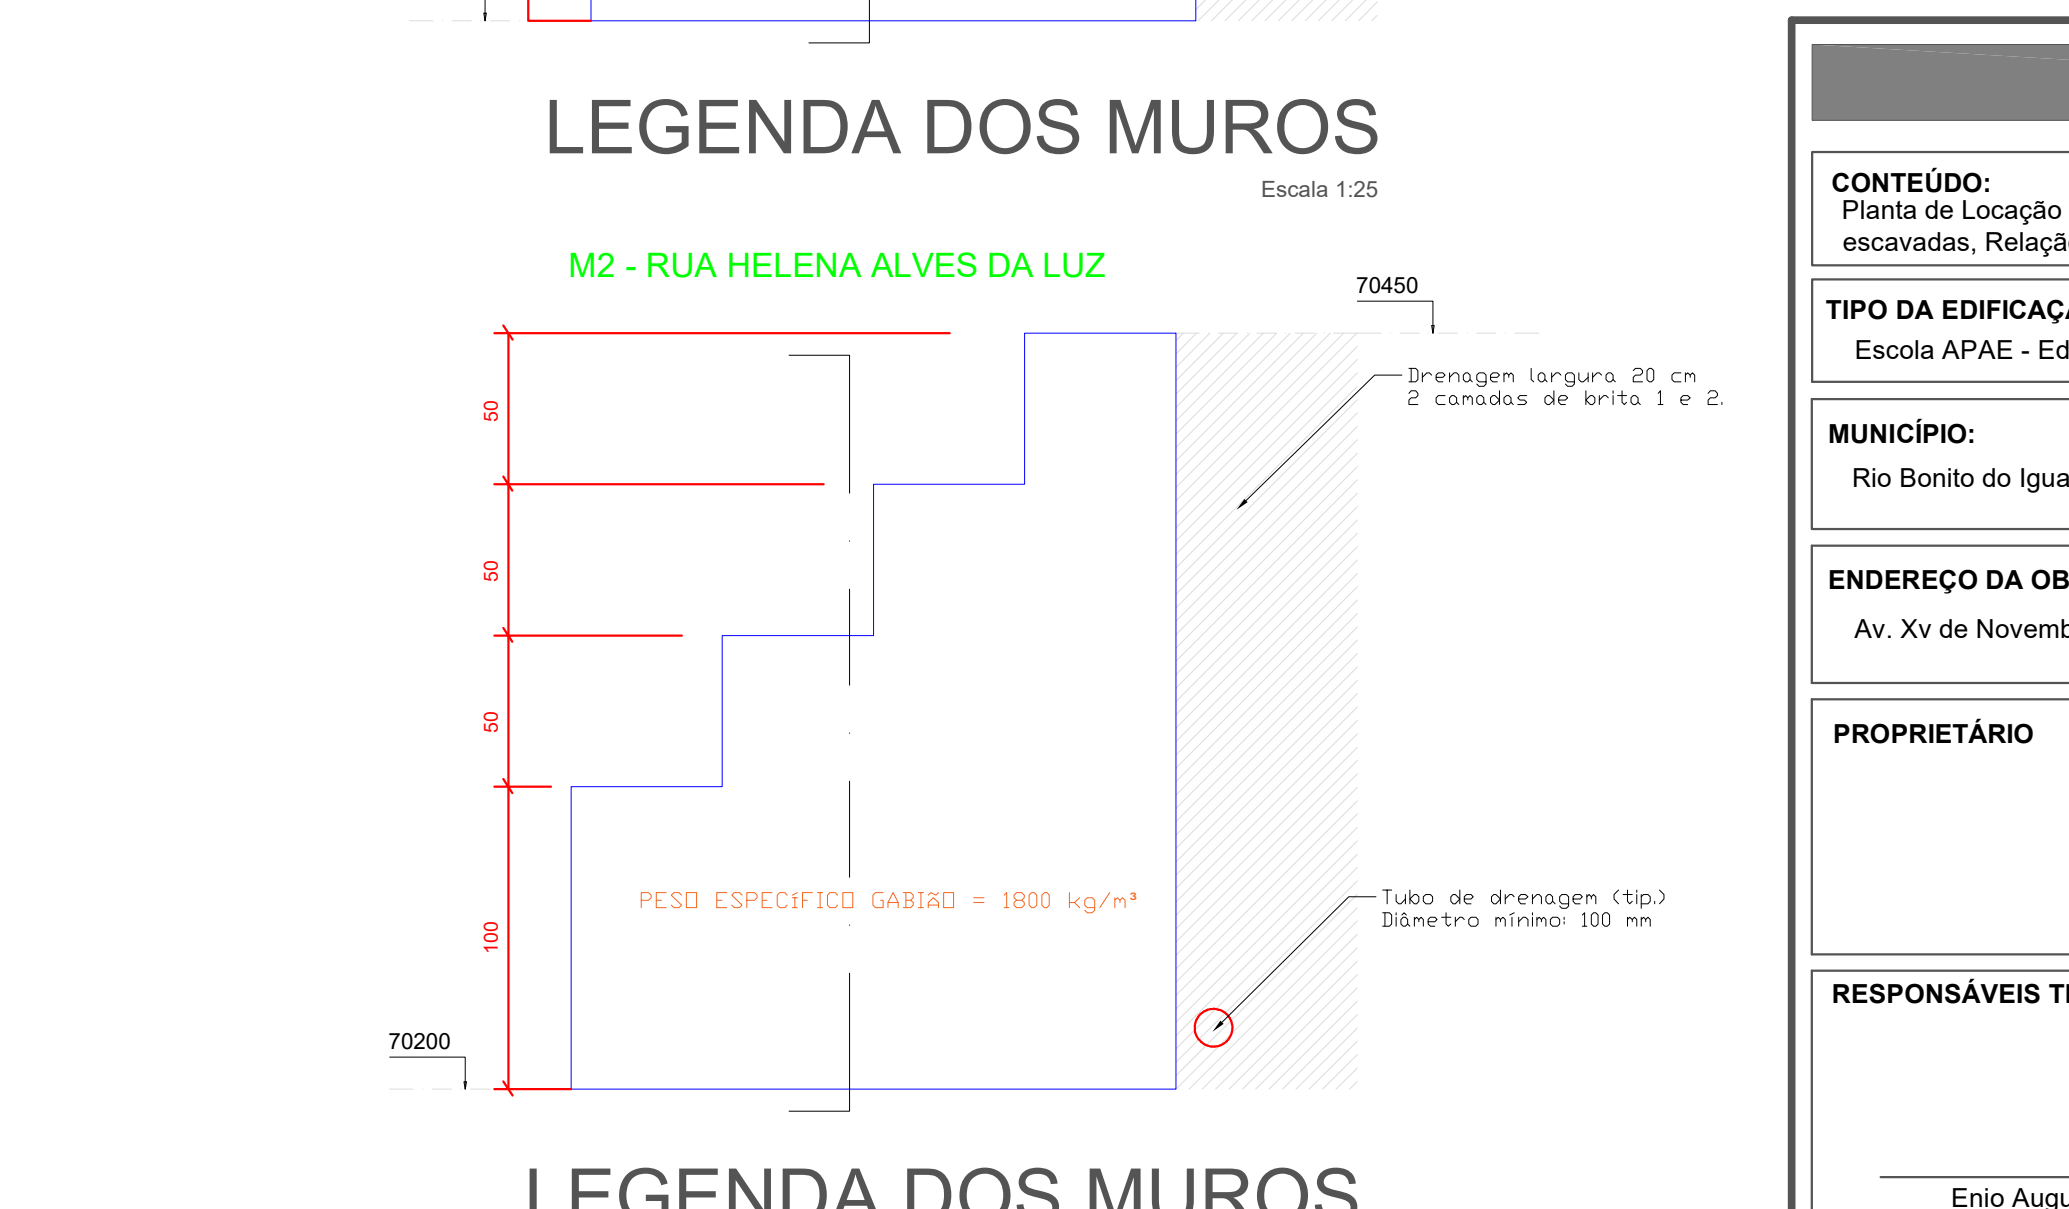 LEGENDA DOS MUROS
Escala 1:25
M2 - RUA HELENA ALVES DA LUZ
70450
Drenagem largura 20 cm
2 camadas de brita 1 e 2.
50
50
50
100
PESO ESPECíFICO GABIÃO = 1800 kg/m³
Tubo de drenagem (tip.)
Diâmetro mínimo: 100 mm
70200
LEGENDA DOS MUROS
CONTEÚDO:
Planta de Locação
escavadas, Relaçã
TIPO DA EDIFICAÇ
Escola APAE - Ed
MUNICÍPIO:
Rio Bonito do Igua
ENDEREÇO DA OB
Av. Xv de Novemb
PROPRIETÁRIO
RESPONSÁVEIS T
Enio Augu